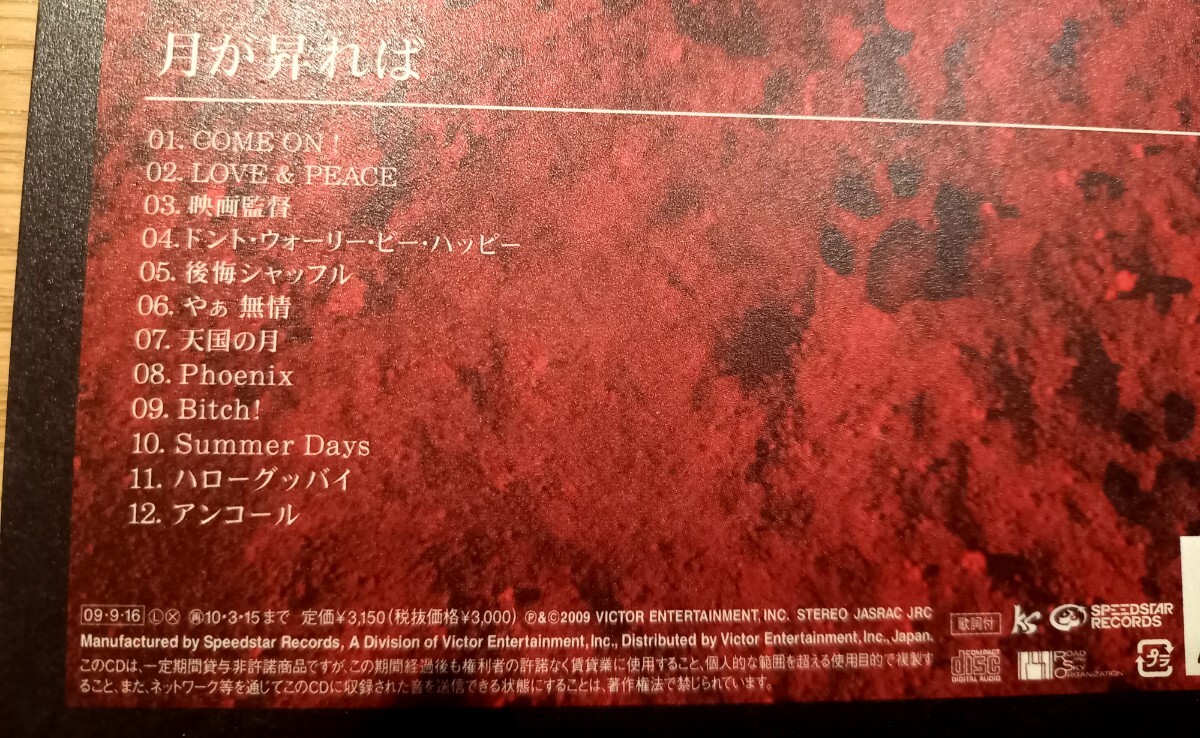 月が昇れば
01. COME ON !
02. LOVE & PEACE
03. 映画監督
04. ドント・ウォーリー・ビー・ハッピー
05. 後悔シャッフル
06. やぁ 無情
07. 天国の月
08. Phoenix
09. Bitch!
10. Summer Days
11. ハローグッバイ
12. アンコール
09・9・16 Ⓛ Ⓧ ㊢10・3・15まで 定価¥3,150(税抜価格¥3,000) ℗&©2009 VICTOR ENTERTAINMENT, INC. STEREO JASRAC JRC
Manufactured by Speedstar Records, A Division of Victor Entertainment, Inc., Distributed by Victor Entertainment, Inc., Japan.
このCDは、一定期間貸与非許諾商品ですが、この期間経過後も権利者の許諾なく賃貸業に使用すること、個人的な範囲を超える使用目的で複製す
ること、また、ネットワーク等を通じてこのCDに収録された音を送信できる状態にすることは、著作権法で禁じられています。
歌詞付
ks
SPEEDSTAR
RECORDS
COMPACT
disc
DIGITAL AUDIO
ROAD
SKY
ORGANIZATION
プラ